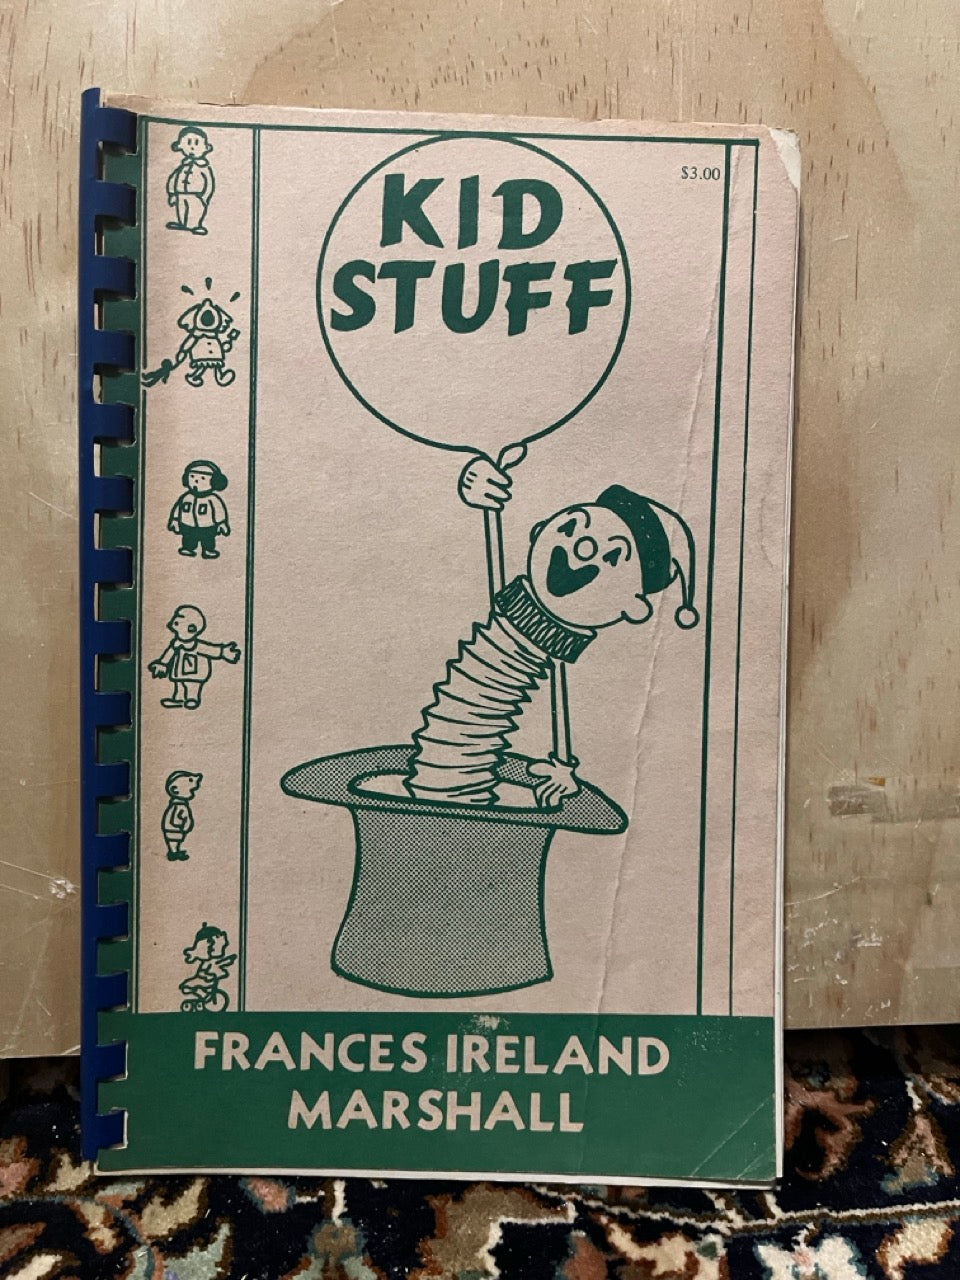 $3.00
KID
STUFF
FRANCES IRELAND
MARSHALL